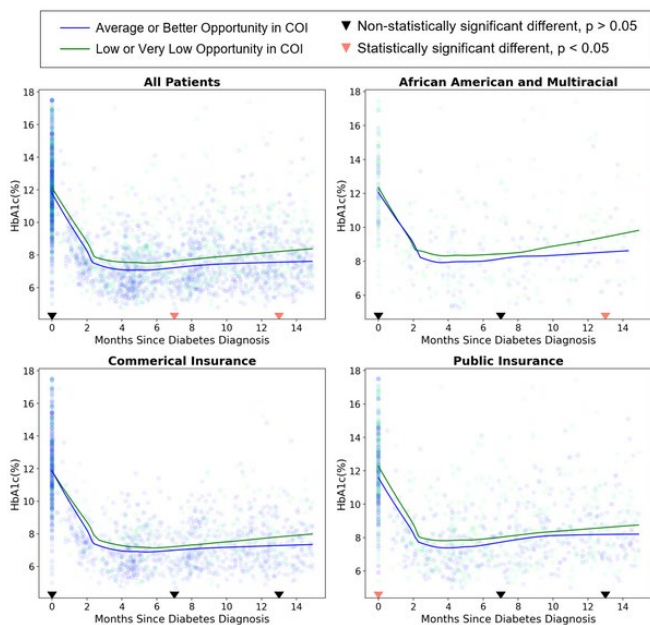 Average or Better Opportunity in COI
Low or Very Low Opportunity in COI
Non-statistically significant different, p > 0.05
Statistically significant different, p < 0.05
All Patients
18
16
14
12
10
8
6
HbA1c(%)
0 2 4 6 8 10 12 14
Months Since Diabetes Diagnosis
African American and Multiracial
18
16
14
12
10
8
6
HbA1c(%)
0 2 4 6 8 10 12 14
Months Since Diabetes Diagnosis
Commerical Insurance
18
16
14
12
10
8
6
HbA1c(%)
0 2 4 6 8 10 12 14
Months Since Diabetes Diagnosis
Public Insurance
18
16
14
12
10
8
6
HbA1c(%)
0 2 4 6 8 10 12 14
Months Since Diabetes Diagnosis